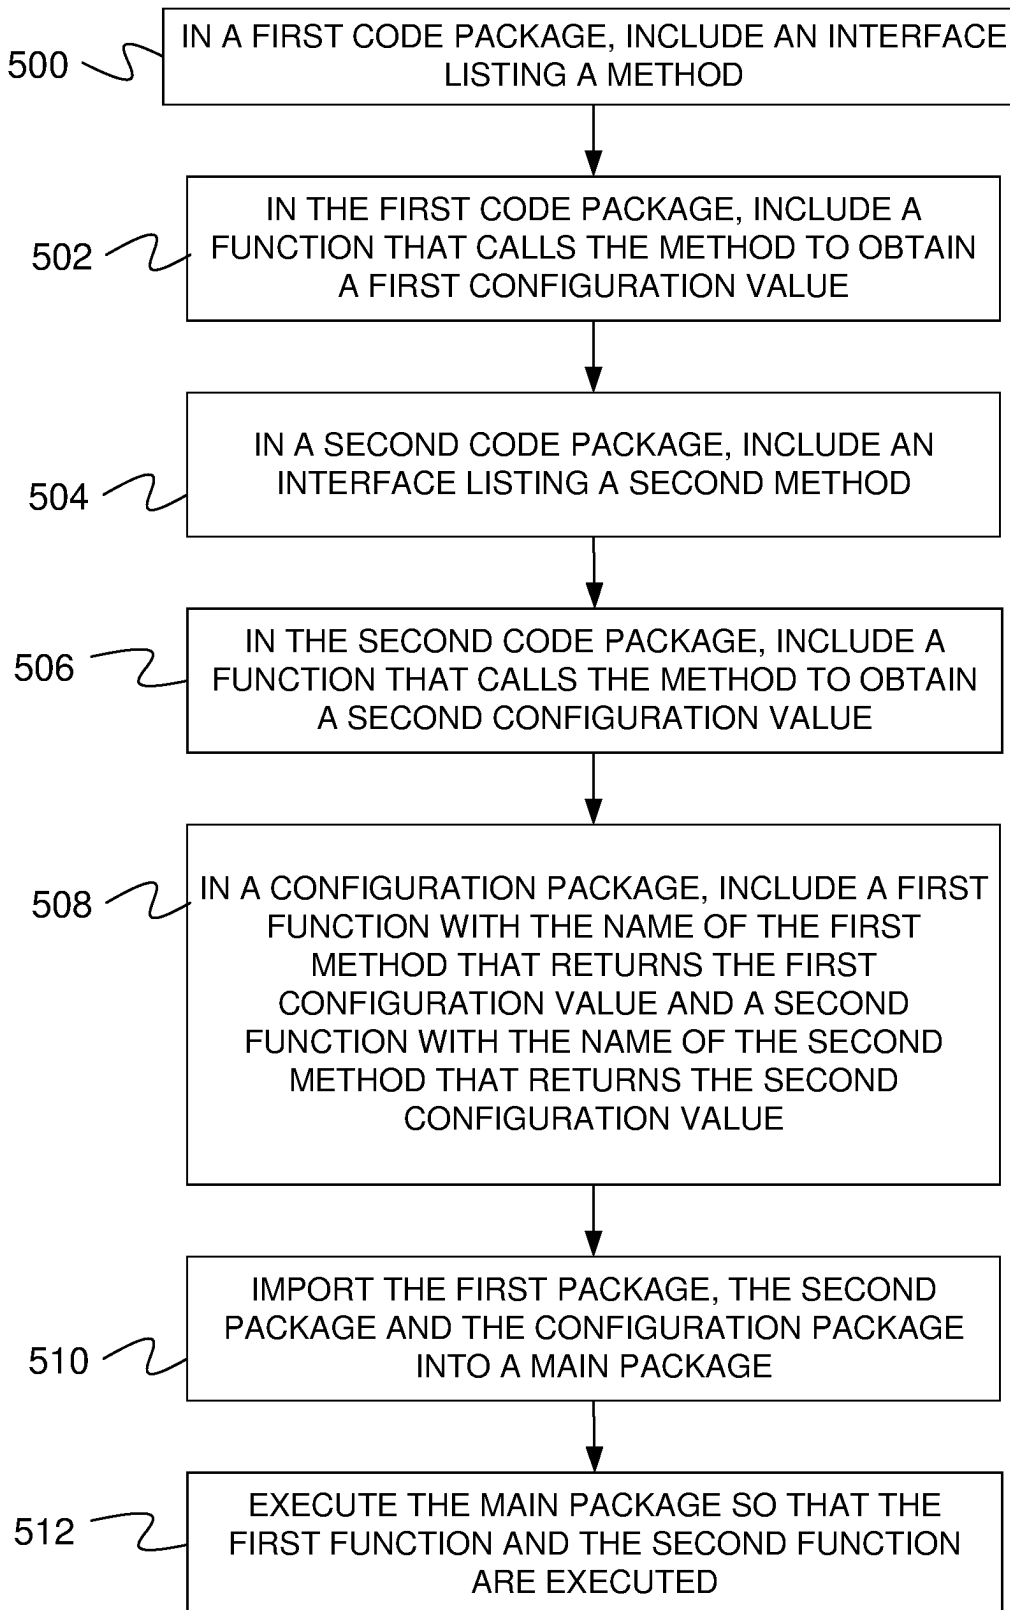 500
IN A FIRST CODE PACKAGE, INCLUDE AN INTERFACE
LISTING A METHOD
502
IN THE FIRST CODE PACKAGE, INCLUDE A
FUNCTION THAT CALLS THE METHOD TO OBTAIN
A FIRST CONFIGURATION VALUE
504
IN A SECOND CODE PACKAGE, INCLUDE AN
INTERFACE LISTING A SECOND METHOD
506
IN THE SECOND CODE PACKAGE, INCLUDE A
FUNCTION THAT CALLS THE METHOD TO OBTAIN
A SECOND CONFIGURATION VALUE
508
IN A CONFIGURATION PACKAGE, INCLUDE A FIRST
FUNCTION WITH THE NAME OF THE FIRST
METHOD THAT RETURNS THE FIRST
CONFIGURATION VALUE AND A SECOND
FUNCTION WITH THE NAME OF THE SECOND
METHOD THAT RETURNS THE SECOND
CONFIGURATION VALUE
510
IMPORT THE FIRST PACKAGE, THE SECOND
PACKAGE AND THE CONFIGURATION PACKAGE
INTO A MAIN PACKAGE
512
EXECUTE THE MAIN PACKAGE SO THAT THE
FIRST FUNCTION AND THE SECOND FUNCTION
ARE EXECUTED